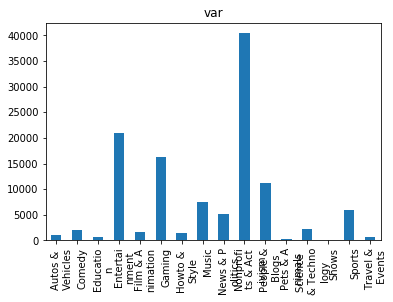 var
40000
35000
30000
25000
20000
15000
10000
5000
0
Autos &
Vehicles
Comedy
Educatio
n
Entertai
nment
Film & A
nimation
Gaming
Howto &
Style
Music
News & P
olitics
Nonprofi
ts & Act
ivism
People &
Blogs
Pets & A
nimals
Science
& Techno
logy
Shows
Sports
Travel &
Events